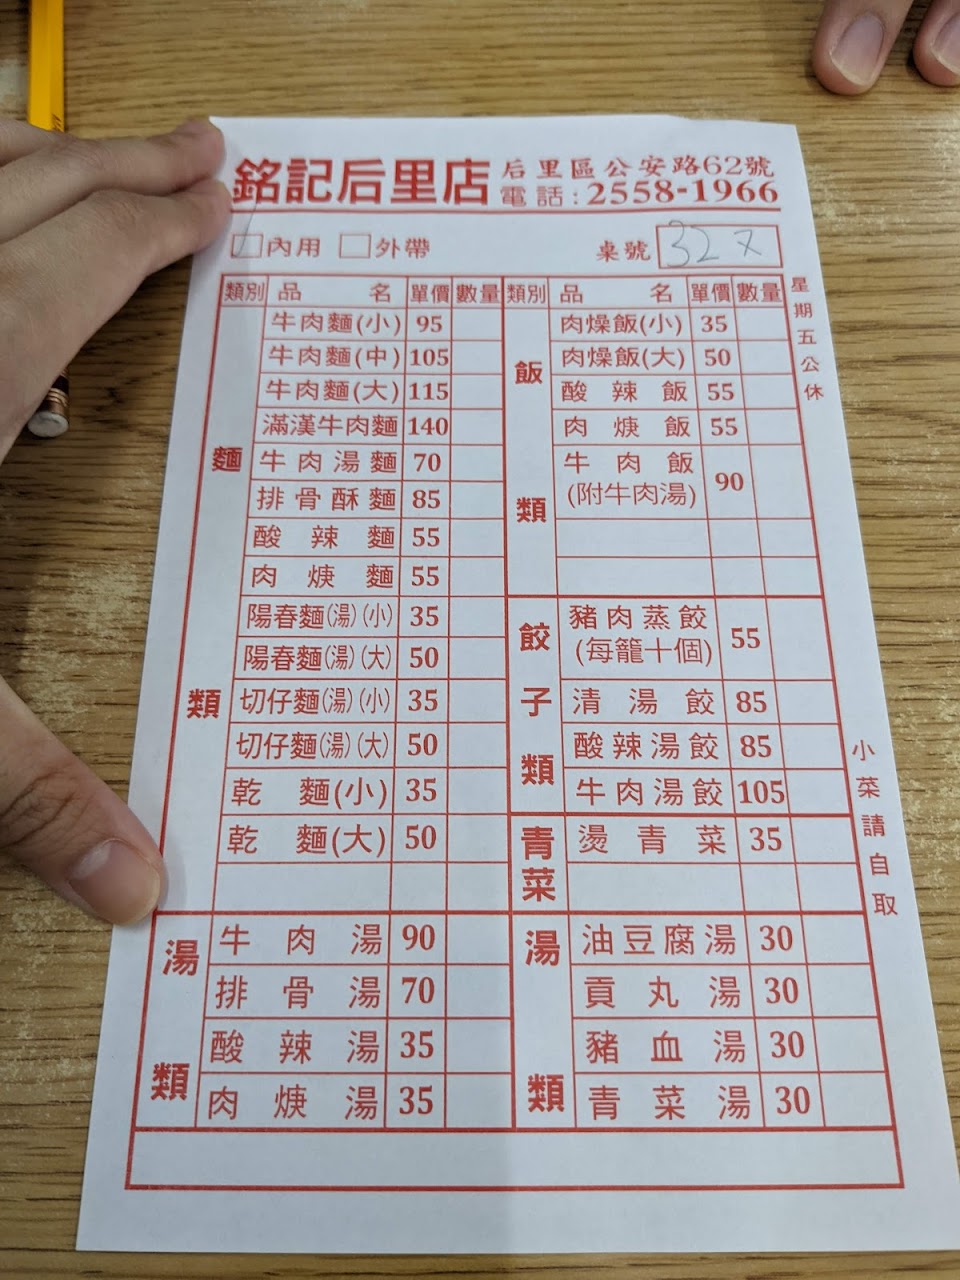 銘記后里店 后里區公安路62號
電話:2558-1966
內用 外帶 桌號 32
類別 品名 單價 數量 類別 品名 單價 數量
麵類
牛肉麵(小) 95
牛肉麵(中) 105
牛肉麵(大) 115
滿漢牛肉麵 140
牛肉湯麵 70
排骨酥麵 85
酸辣麵 55
肉焿麵 55
陽春麵(湯)(小) 35
陽春麵(湯)(大) 50
切仔麵(湯)(小) 35
切仔麵(湯)(大) 50
乾麵(小) 35
乾麵(大) 50
湯類
牛肉湯 90
排骨湯 70
酸辣湯 35
肉焿湯 35
飯類
肉燥飯(小) 35
肉燥飯(大) 50
酸辣飯 55
肉焿飯 55
牛肉飯 90
(附牛肉湯)
餃子類
豬肉蒸餃 55
(每籠十個)
清湯餃 85
酸辣湯餃 85
牛肉湯餃 105
青菜
燙青菜 35
湯類
油豆腐湯 30
貢丸湯 30
豬血湯 30
青菜湯 30
星期五公休
小菜請自取